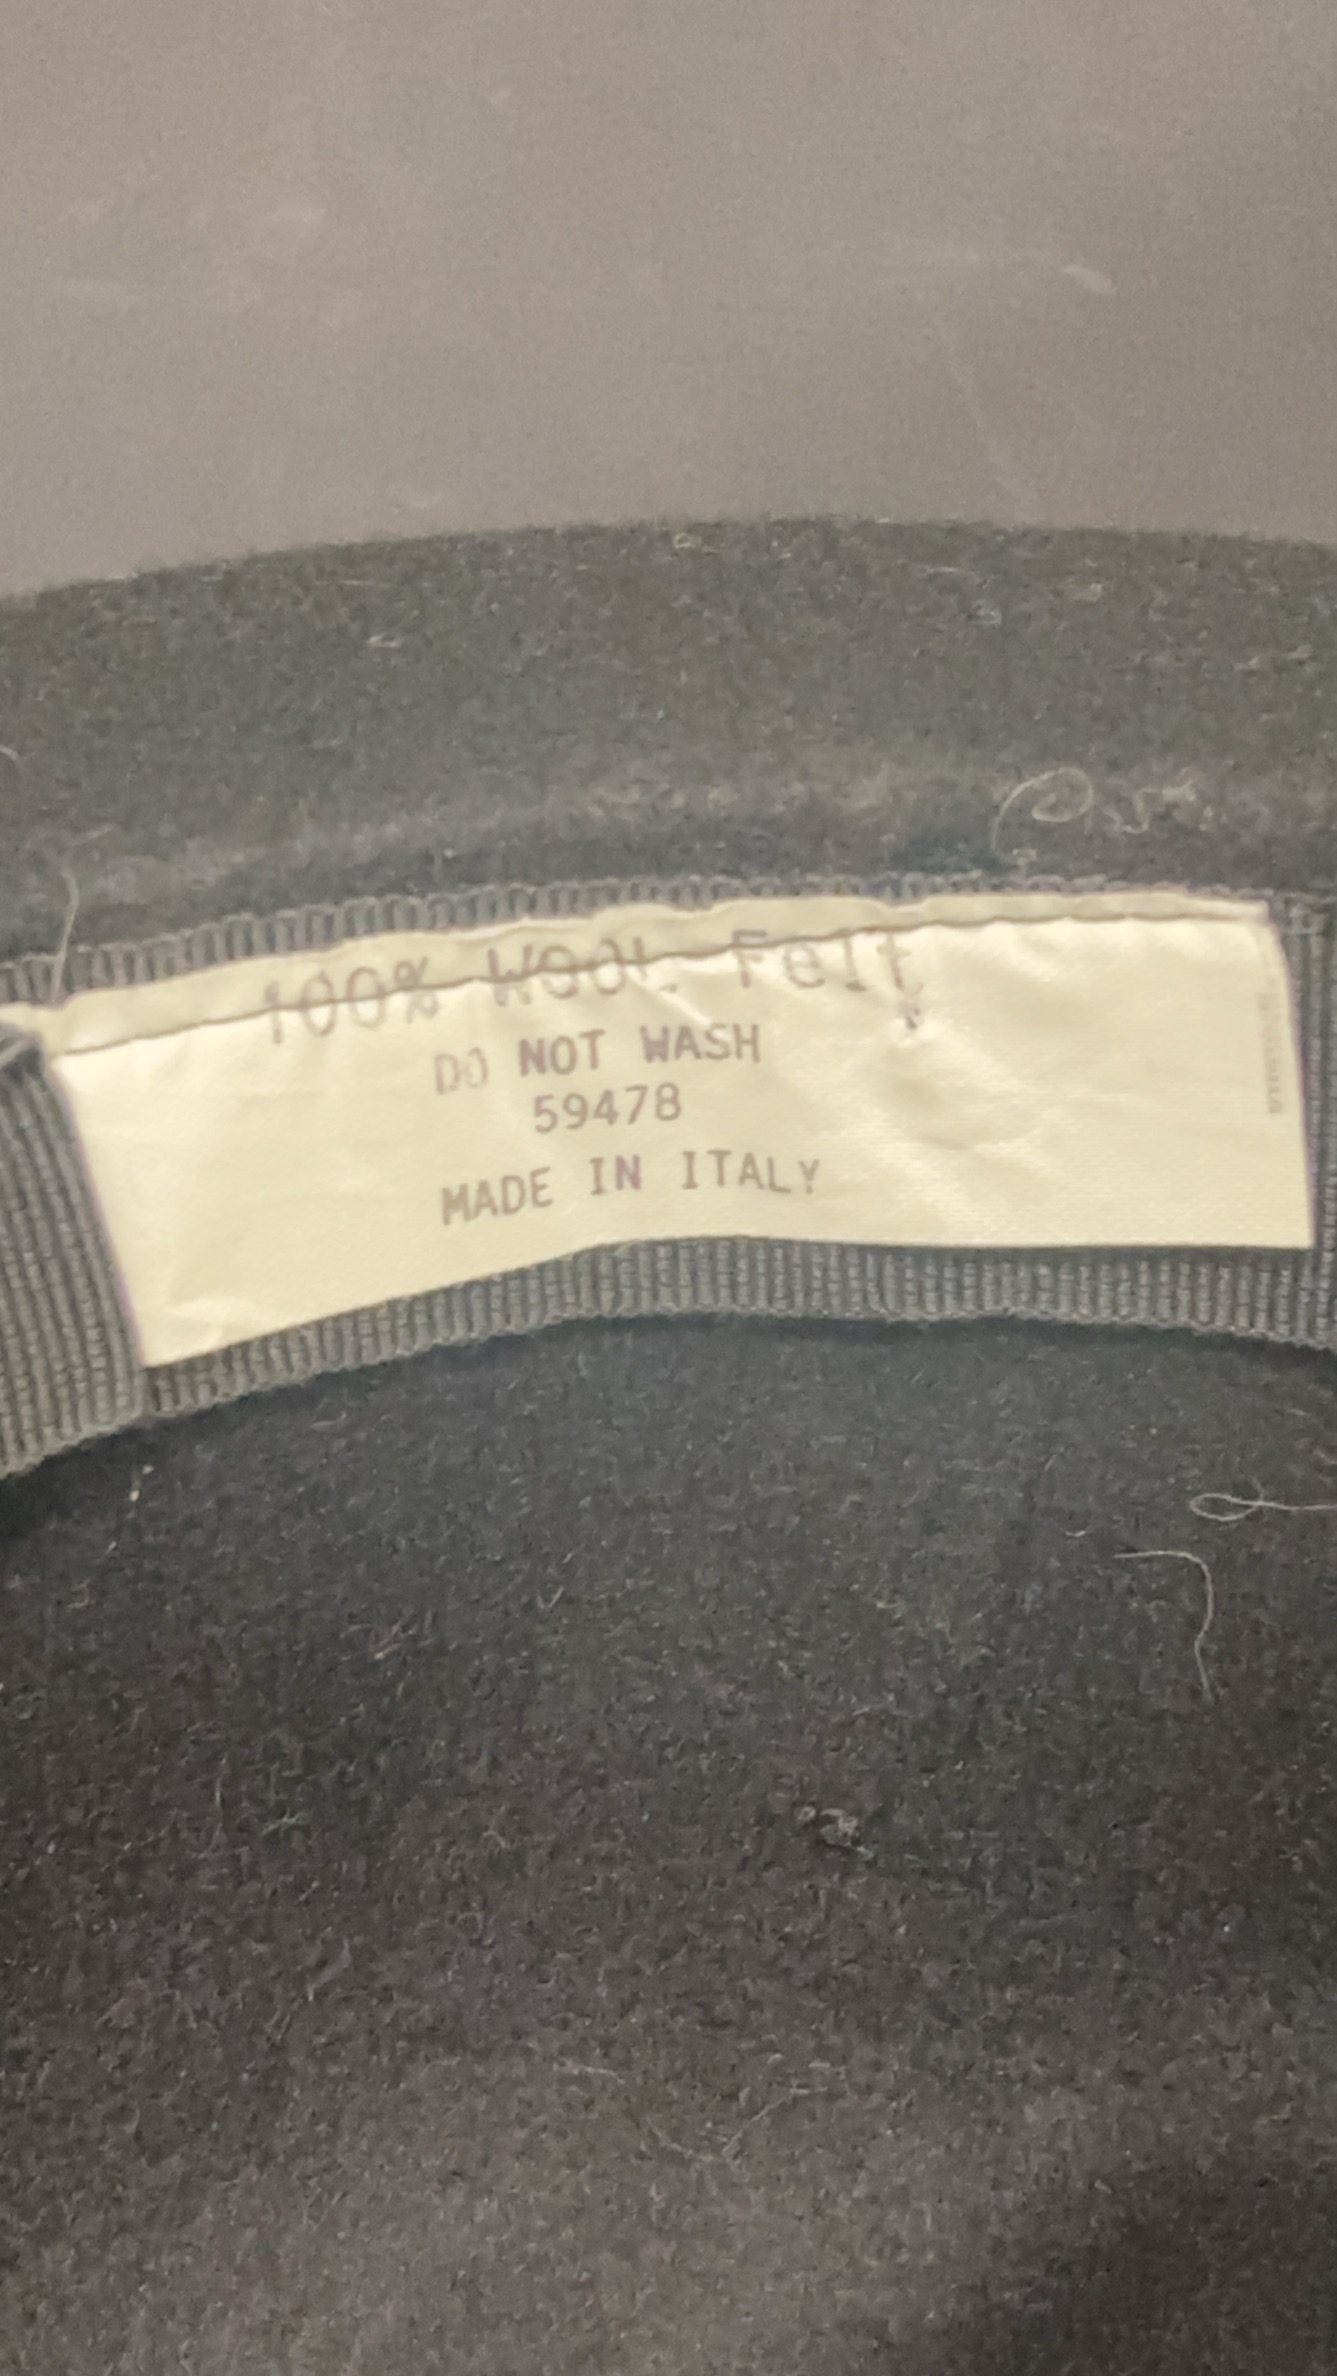 100% WOOL Felt
DO NOT WASH
59478
MADE IN ITALY